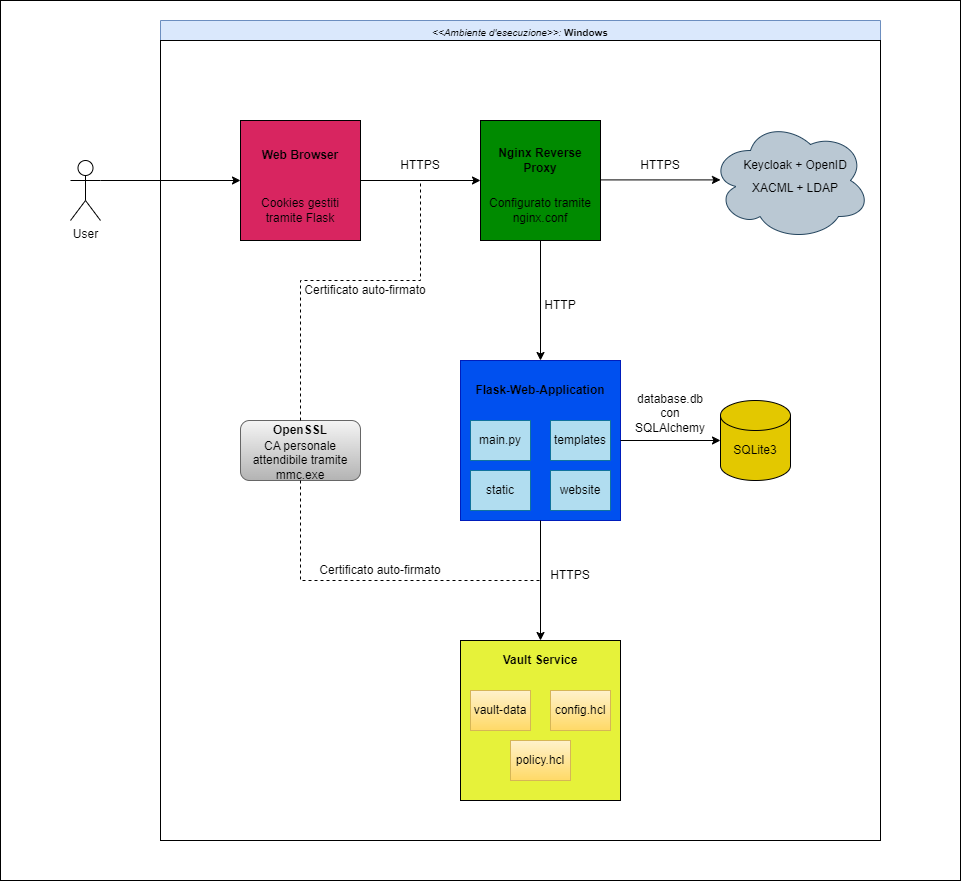 <<Ambiente d'esecuzione>>: Windows
User
Web Browser
Cookies gestiti
tramite Flask
HTTPS
Nginx Reverse
Proxy
Configurato tramite
nginx.conf
HTTPS
Keycloak + OpenID
XACML + LDAP
Certificato auto-firmato
HTTP
Flask-Web-Application
main.py
templates
static
website
database.db
con
SQLAlchemy
SQLite3
OpenSSL
CA personale
attendibile tramite
mmc.exe
Certificato auto-firmato
HTTPS
Vault Service
vault-data
config.hcl
policy.hcl